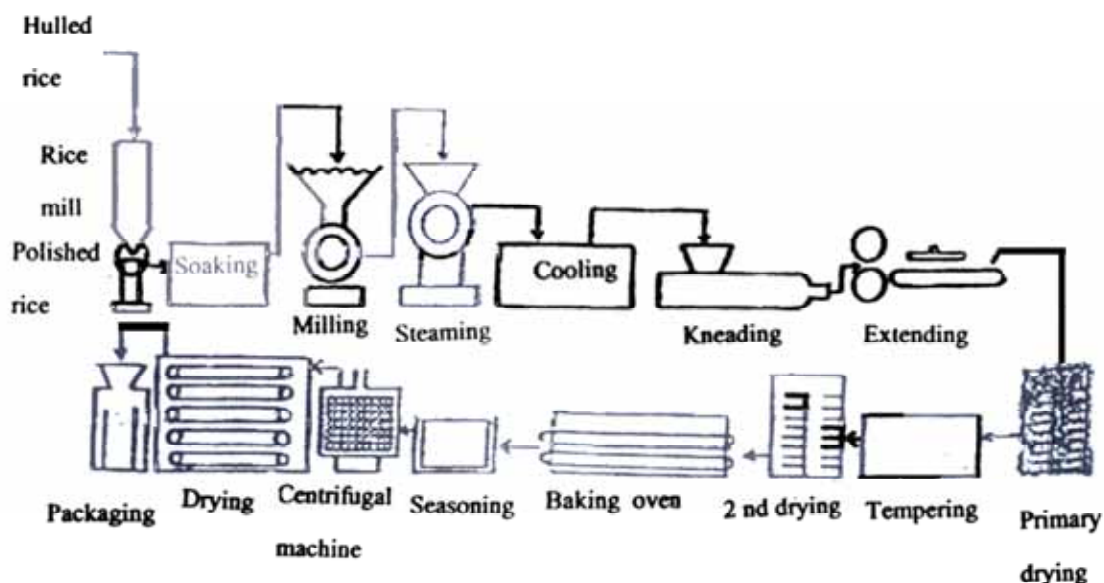 Hulled
rice
Rice
mill
Polished
rice
Soaking
Milling
Steaming
Cooling
Kneading
Extending
Primary
drying
Tempering
2 nd drying
Baking oven
Seasoning
Centrifugal
machine
Drying
Packaging